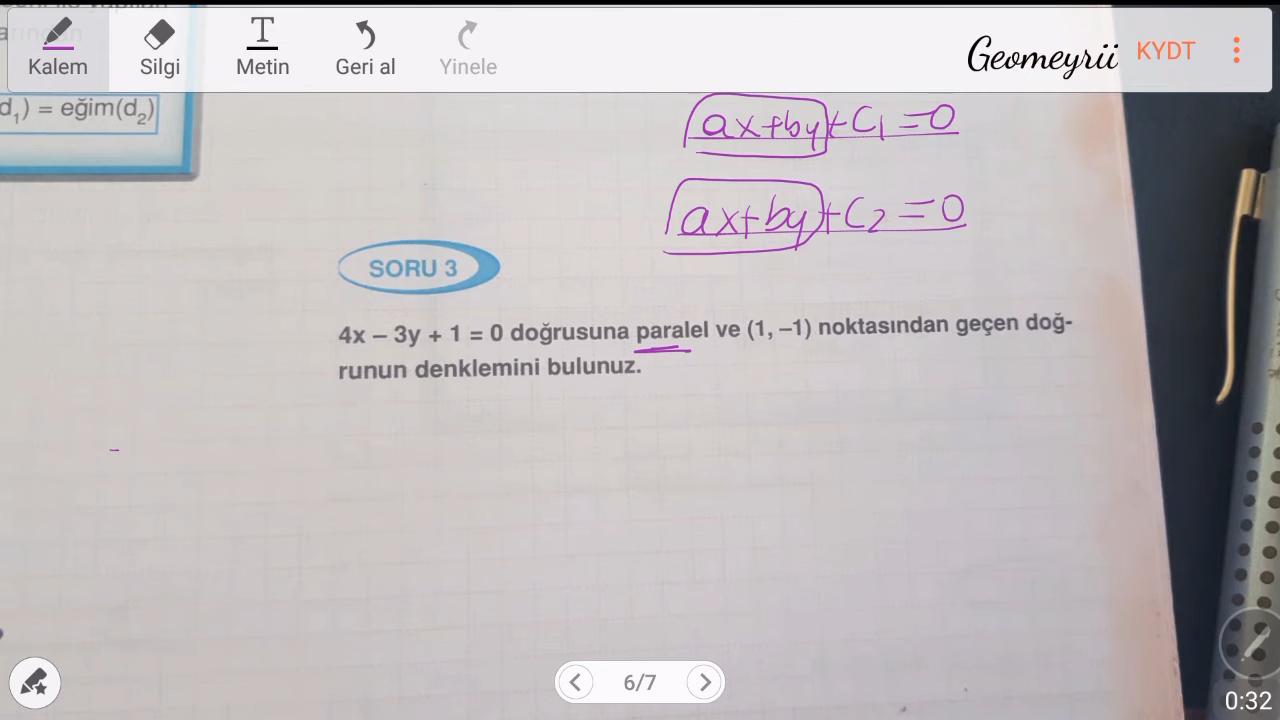 Kalem
Silgi
Metin
Geri al
Yinele
Geomeyrii
KYDT
d₁) = eğim(d₂)
ax+by+C₁=0
ax+by+C₂=0
SORU 3
4x – 3y + 1 = 0 doğrusuna paralel ve (1, –1) noktasından geçen doğ-
runun denklemini bulunuz.
6/7
0:32